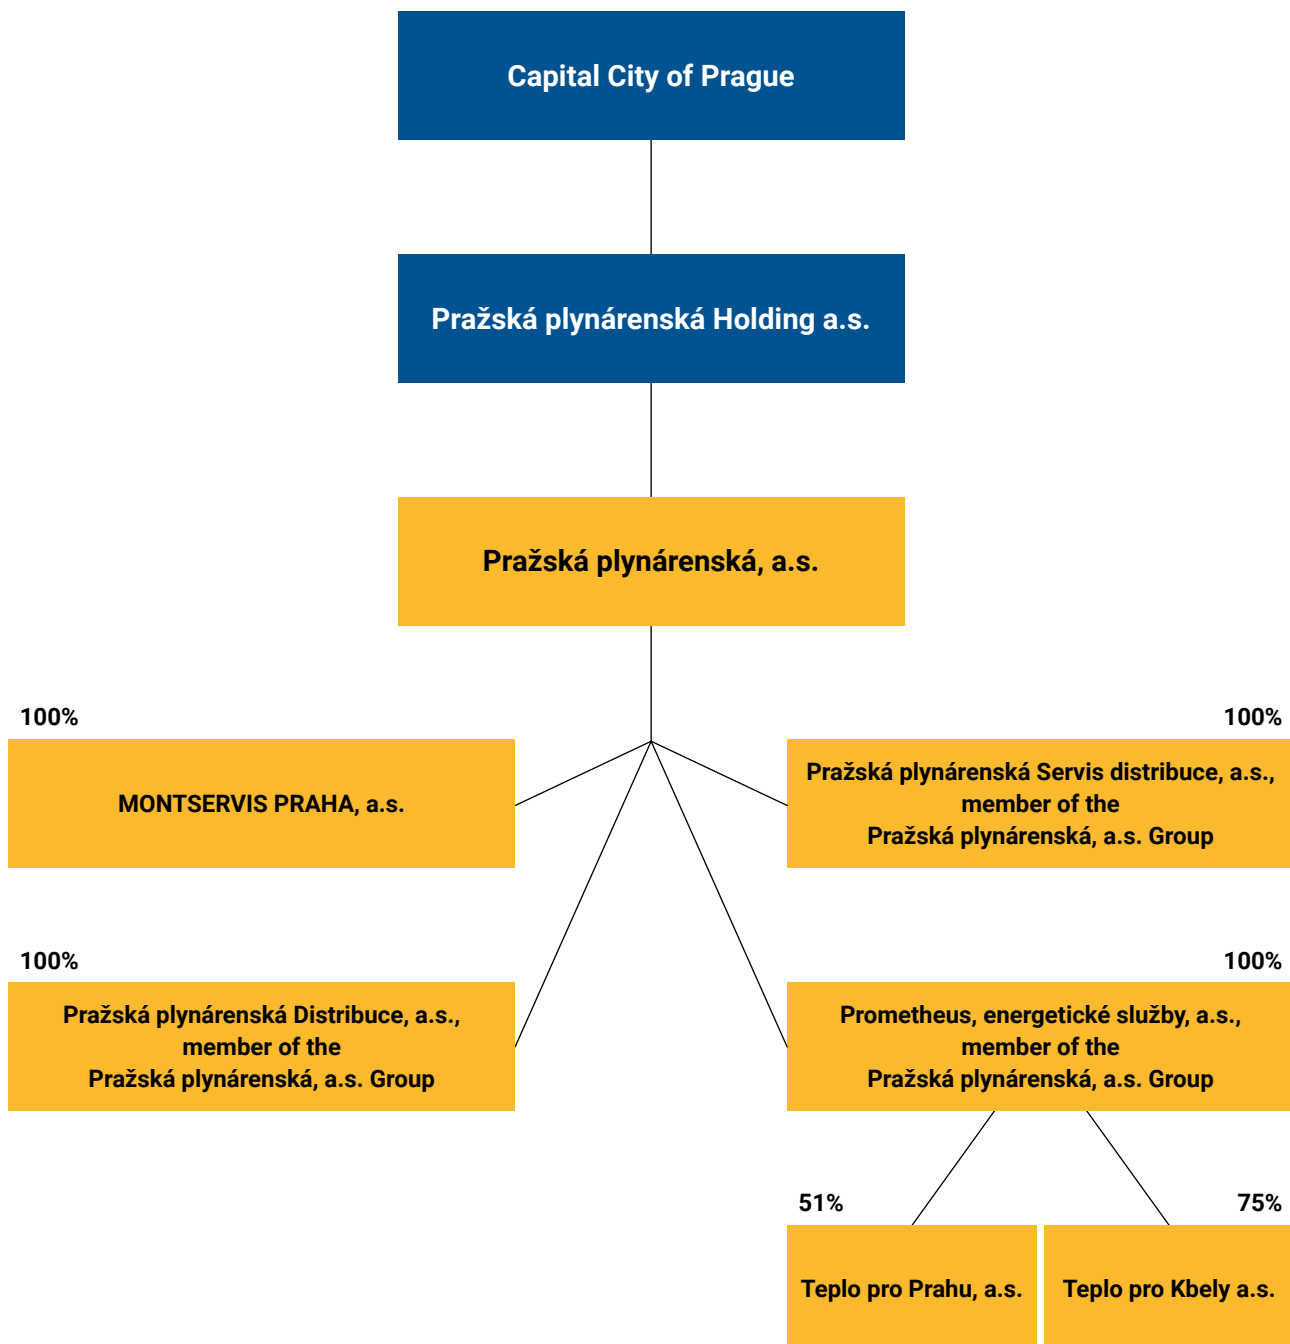 Capital City of Prague
Pražská plynárenská Holding a.s.
Pražská plynárenská, a.s.
100%
MONTSERVIS PRAHA, a.s.
100%
Pražská plynárenská Servis distribuce, a.s.,
member of the
Pražská plynárenská, a.s. Group
100%
Pražská plynárenská Distribuce, a.s.,
member of the
Pražská plynárenská, a.s. Group
100%
Prometheus, energetické služby, a.s.,
member of the
Pražská plynárenská, a.s. Group
51%
Teplo pro Prahu, a.s.
75%
Teplo pro Kbely a.s.